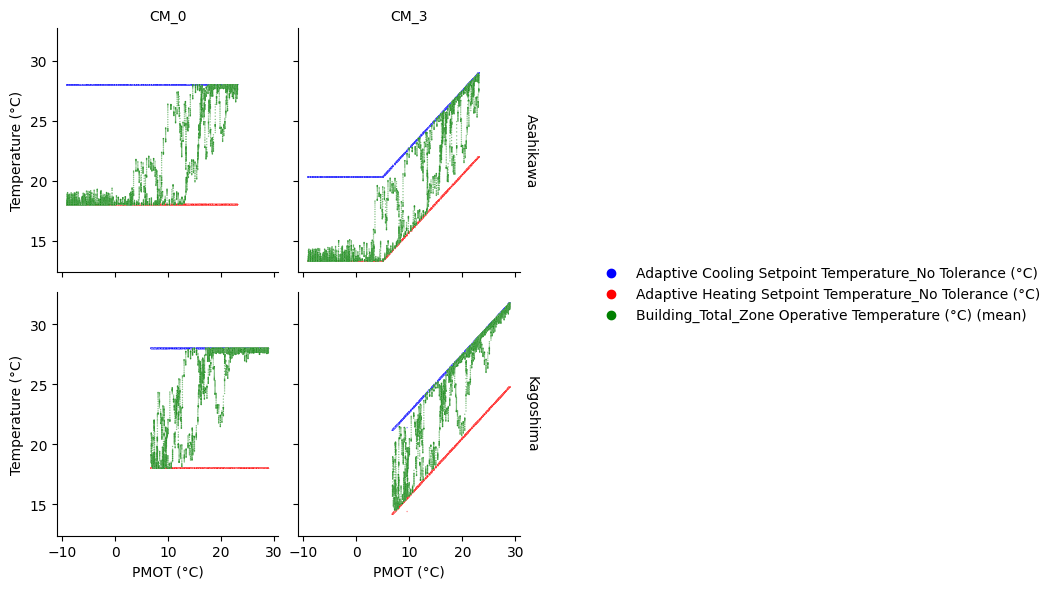 CM_0
CM_3
Temperature (°C)
30
25
20
15
Asahikawa
Adaptive Cooling Setpoint Temperature_No Tolerance (°C)
Adaptive Heating Setpoint Temperature_No Tolerance (°C)
Building_Total_Zone Operative Temperature (°C) (mean)
Temperature (°C)
30
25
20
15
Kagoshima
−10 0 10 20 30
−10 0 10 20 30
PMOT (°C)
PMOT (°C)